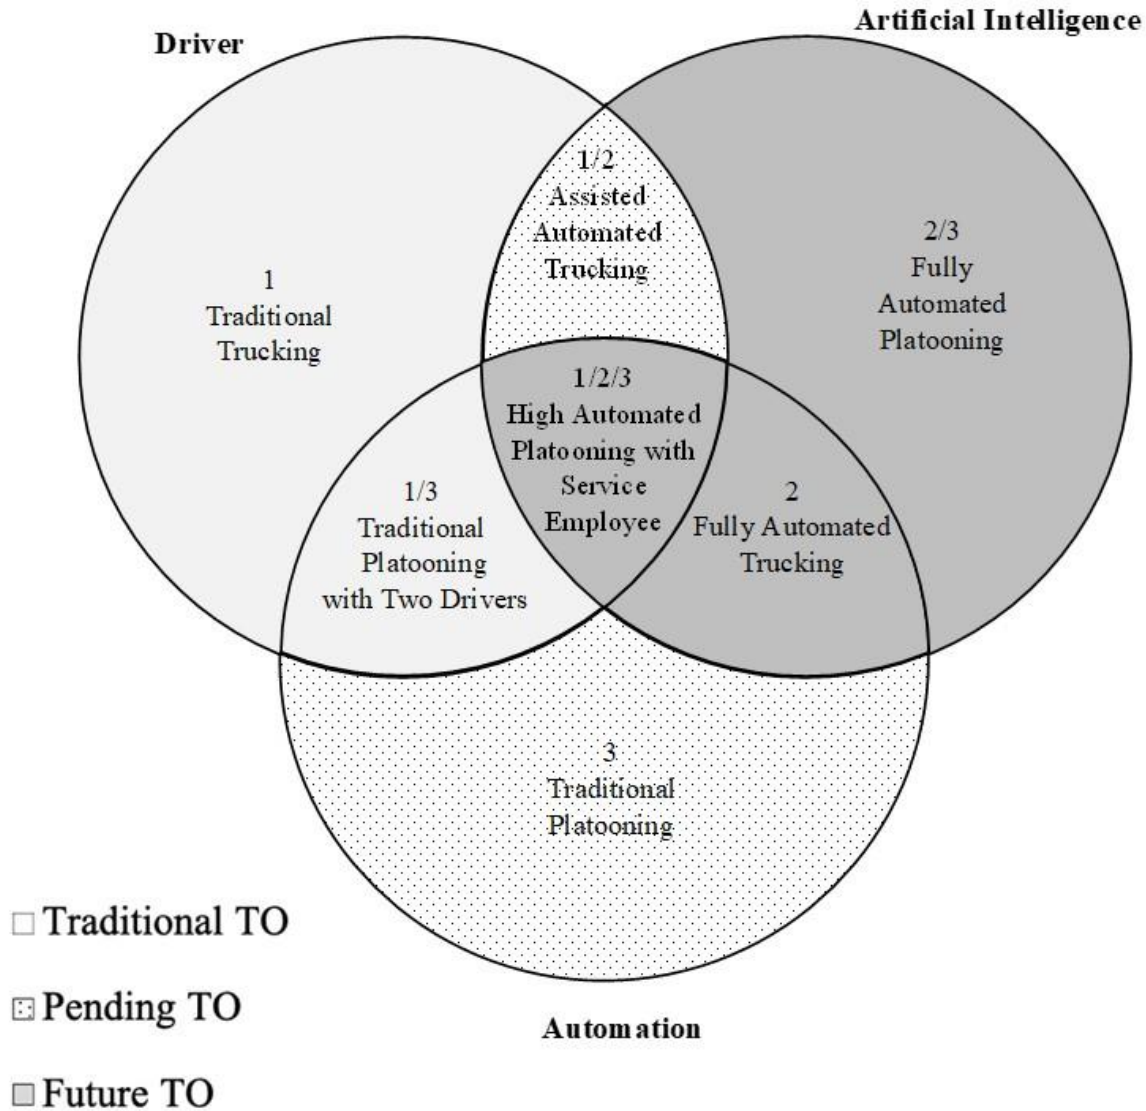 Driver
Artificial Intelligence
1/2
Assisted
Automated
Trucking
2/3
Fully
Automated
Platooning
1
Traditional
Trucking
1/2/3
High Automated
Platooning with
Service
Employee
1/3
Traditional
Platooning
with Two Drivers
2
Fully Automated
Trucking
3
Traditional
Platooning
Automation
Traditional TO
Pending TO
Future TO